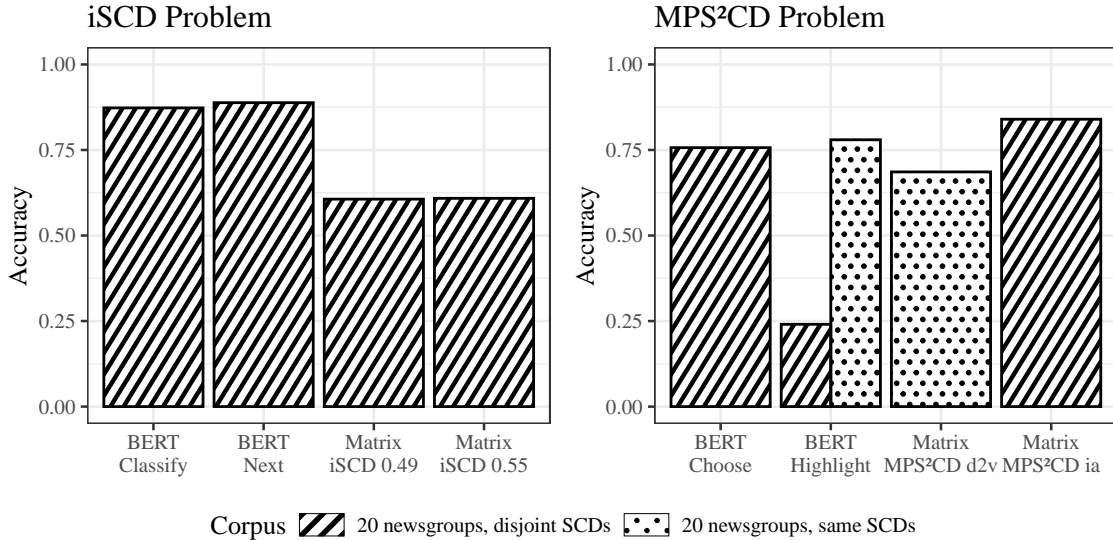 iSCD Problem
MPS²CD Problem
Accuracy
1.00
0.75
0.50
0.25
0.00
BERT
Classify
BERT
Next
Matrix
iSCD 0.49
Matrix
iSCD 0.55
Accuracy
1.00
0.75
0.50
0.25
0.00
BERT
Choose
BERT
Highlight
Matrix
MPS²CD d2v
Matrix
MPS²CD ia
Corpus 20 newsgroups, disjoint SCDs 20 newsgroups, same SCDs